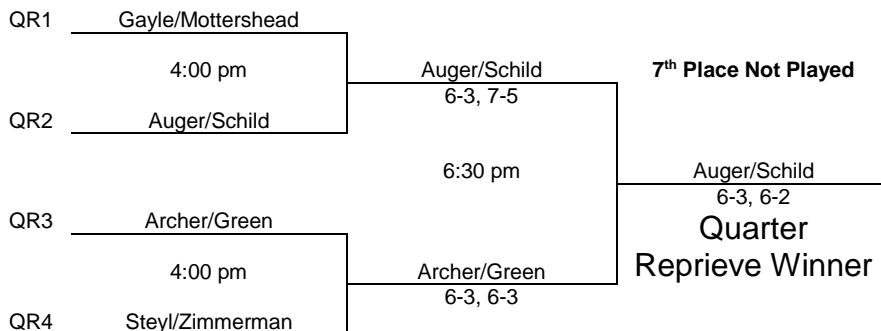 QR1 Gayle/Mottershead
4:00 pm Auger/Schild 7th Place Not Played
6-3, 7-5
QR2 Auger/Schild
6:30 pm Auger/Schild
6-3, 6-2
QR3 Archer/Green Quarter
4:00 pm Archer/Green Reprieve Winner
6-3, 6-3
QR4 Steyl/Zimmerman